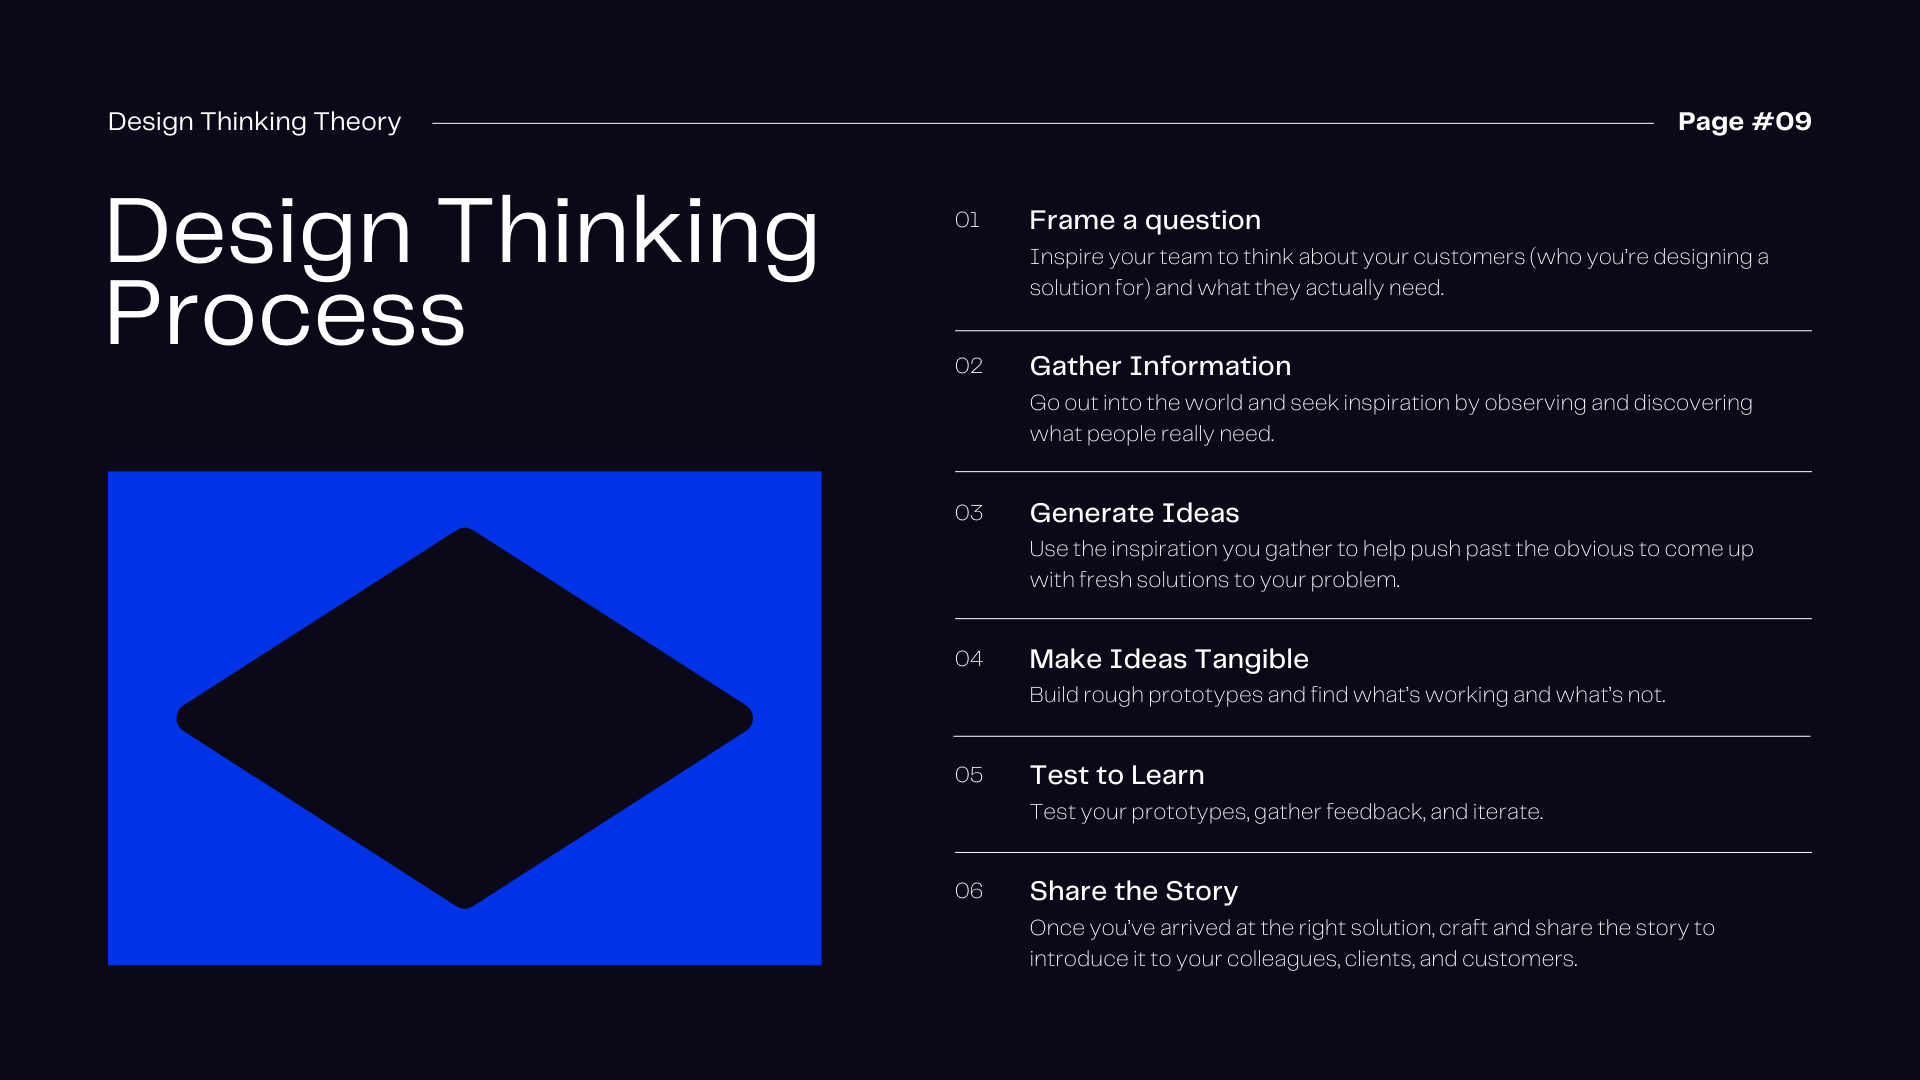 Design Thinking Theory
Page #09
Design Thinking
Process
01
Frame a question
Inspire your team to think about your customers (who you’re designing a
solution for) and what they actually need.
02
Gather Information
Go out into the world and seek inspiration by observing and discovering
what people really need.
03
Generate Ideas
Use the inspiration you gather to help push past the obvious to come up
with fresh solutions to your problem.
04
Make Ideas Tangible
Build rough prototypes and find what’s working and what’s not.
05
Test to Learn
Test your prototypes, gather feedback, and iterate.
06
Share the Story
Once you’ve arrived at the right solution, craft and share the story to
introduce it to your colleagues, clients, and customers.